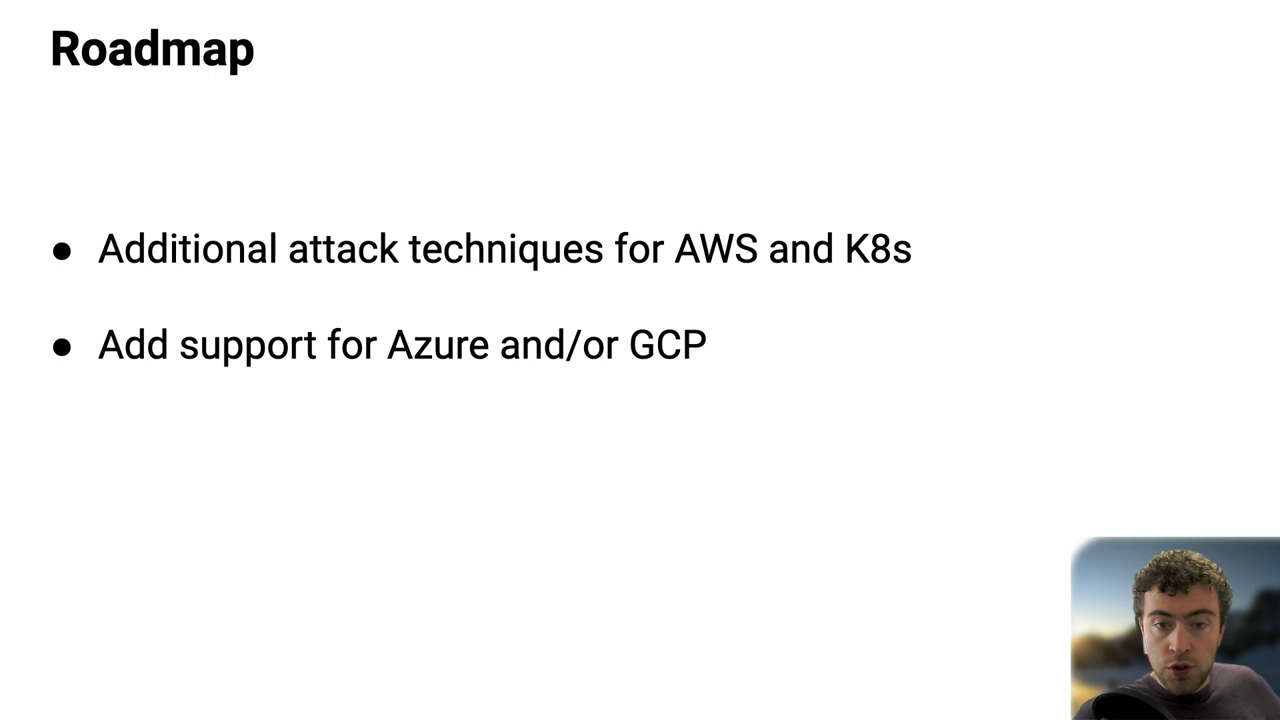 Roadmap
● Additional attack techniques for AWS and K8s
● Add support for Azure and/or GCP